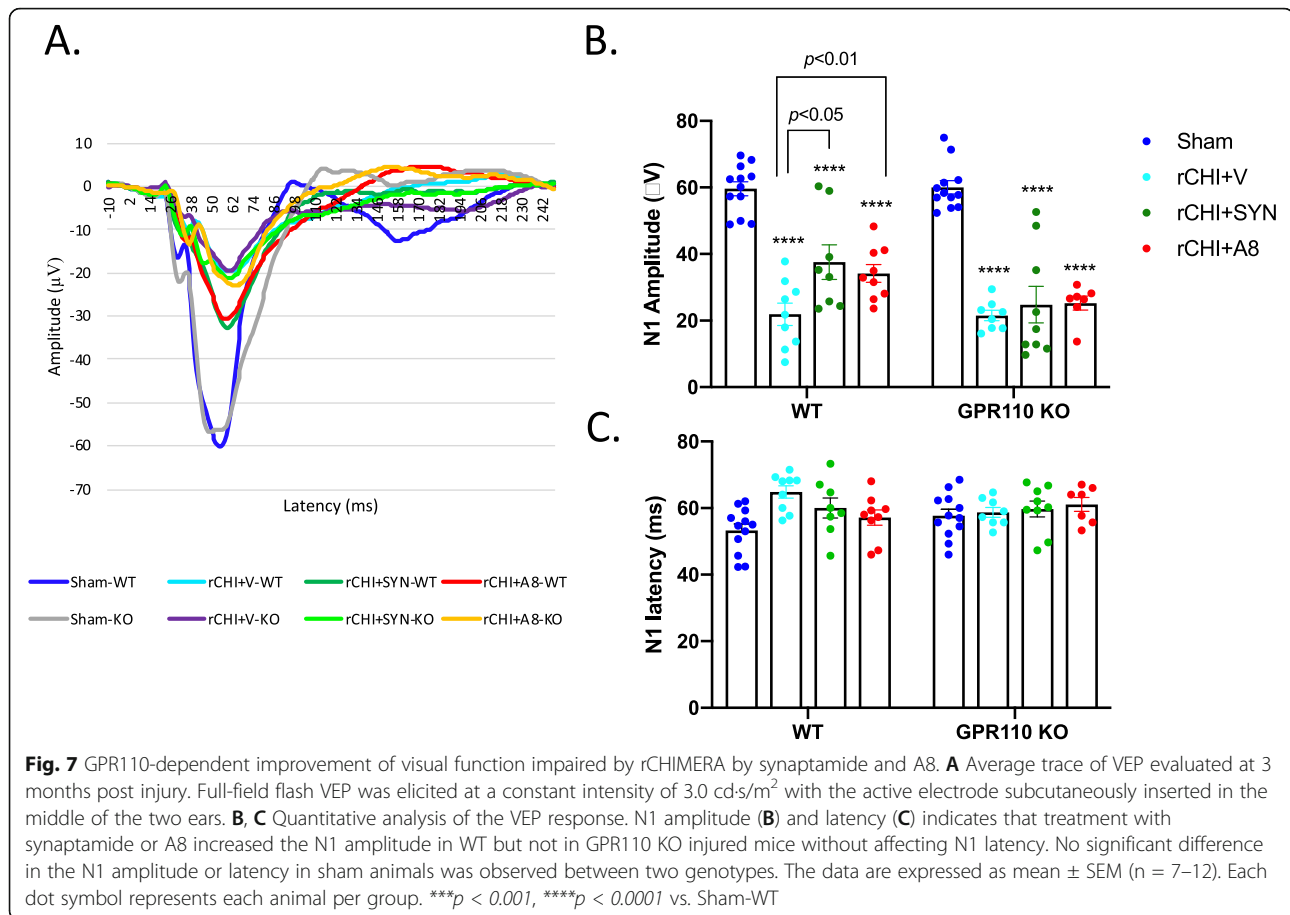 A.
10
0
-10
-20
-30
-40
-50
-60
-70
Amplitude (µV)
-10 2 14 26 38 50 62 74 86 98 110 122 134 146 158 170 182 194 206 218 230 242
Latency (ms)
Sham-WT rCHI+V-WT rCHI+SYN-WT rCHI+A8-WT
Sham-KO rCHI+V-KO rCHI+SYN-KO rCHI+A8-KO
B.
p<0.01
p<0.05
80
60
40
20
0
N1 Amplitude (□V)
**** **** ****
**** **** ****
WT GPR110 KO
Sham
rCHI+V
rCHI+SYN
rCHI+A8
C.
80
60
40
20
0
N1 latency (ms)
WT GPR110 KO
Fig. 7 GPR110-dependent improvement of visual function impaired by rCHIMERA by synaptamide and A8. A Average trace of VEP evaluated at 3
months post injury. Full-field flash VEP was elicited at a constant intensity of 3.0 cd·s/m² with the active electrode subcutaneously inserted in the
middle of the two ears. B, C Quantitative analysis of the VEP response. N1 amplitude (B) and latency (C) indicates that treatment with
synaptamide or A8 increased the N1 amplitude in WT but not in GPR110 KO injured mice without affecting N1 latency. No significant difference
in the N1 amplitude or latency in sham animals was observed between two genotypes. The data are expressed as mean ± SEM (n = 7–12). Each
dot symbol represents each animal per group. ***p < 0.001, ****p < 0.0001 vs. Sham-WT